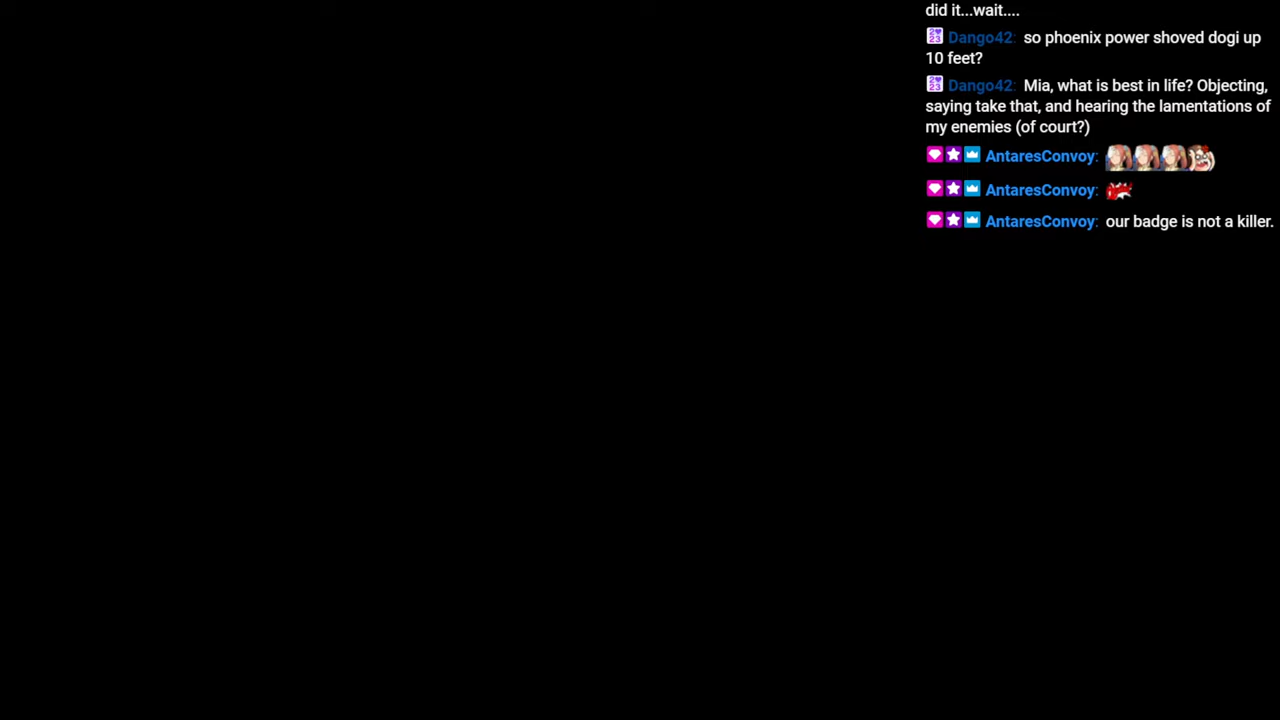 did it...wait....
Dango42: so phoenix power shoved dogi up
10 feet?
Dango42: Mia, what is best in life? Objecting,
saying take that, and hearing the lamentations of
my enemies (of court?)
AntaresConvoy:
AntaresConvoy:
AntaresConvoy: our badge is not a killer.